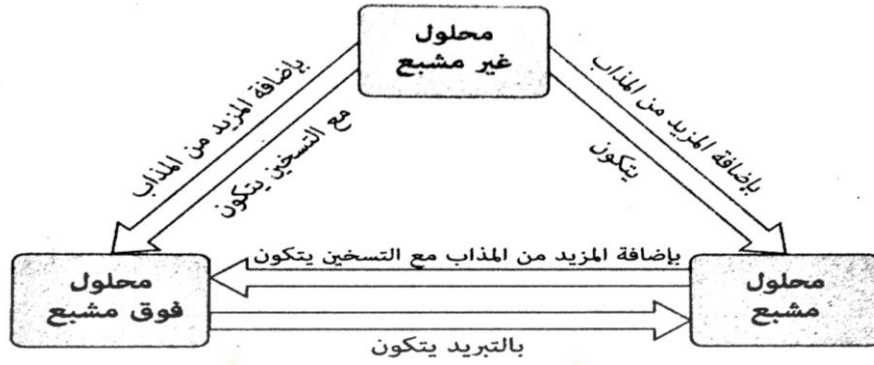 محلول
غير مشبع
بإضافة المزيد من المذاب
يتكون
بإضافة المزيد من المذاب
مع التسخين يتكون
محلول
مشبع
بإضافة المزيد من المذاب مع التسخين يتكون
محلول
فوق مشبع
بالتبريد يتكون